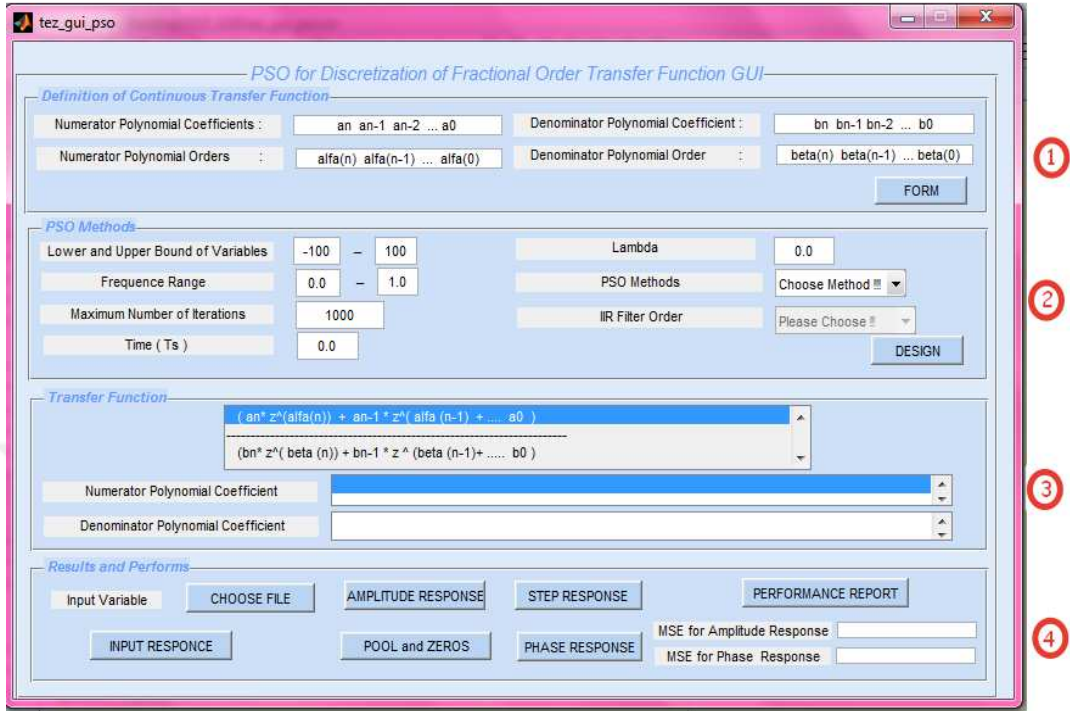 tez_gui_pso
PSO for Discretization of Fractional Order Transfer Function GUI
Definition of Continuous Transfer Function
Numerator Polynomial Coefficients : an an-1 an-2 ... a0 Denominator Polynomial Coefficient : bn bn-1 bn-2 ... b0
Numerator Polynomial Orders : alfa(n) alfa(n-1) ... alfa(0) Denominator Polynomial Order : beta(n) beta(n-1) ... beta(0)
1
FORM
PSO Methods
Lower and Upper Bound of Variables -100 – 100 Lambda 0.0
Frequence Range 0.0 – 1.0 PSO Methods Choose Method !!!
2
Maximum Number of Iterations 1000 IIR Filter Order Please Choose !!
Time ( Ts ) 0.0 DESIGN
Transfer Function
( an* z^(alfa(n)) + an-1 * z^( alfa (n-1) + .... a0 )
--------------------------------------------------------------------------------
(bn* z^( beta (n)) + bn-1 * z ^ (beta (n-1)+ ..... b0 )
Numerator Polynomial Coefficient
3
Denominator Polynomial Coefficient
Results and Performs
Input Variable CHOOSE FILE AMPLITUDE RESPONSE STEP RESPONSE PERFORMANCE REPORT
MSE for Amplitude Response
INPUT RESPONCE POOL and ZEROS PHASE RESPONSE
4
MSE for Phase Response